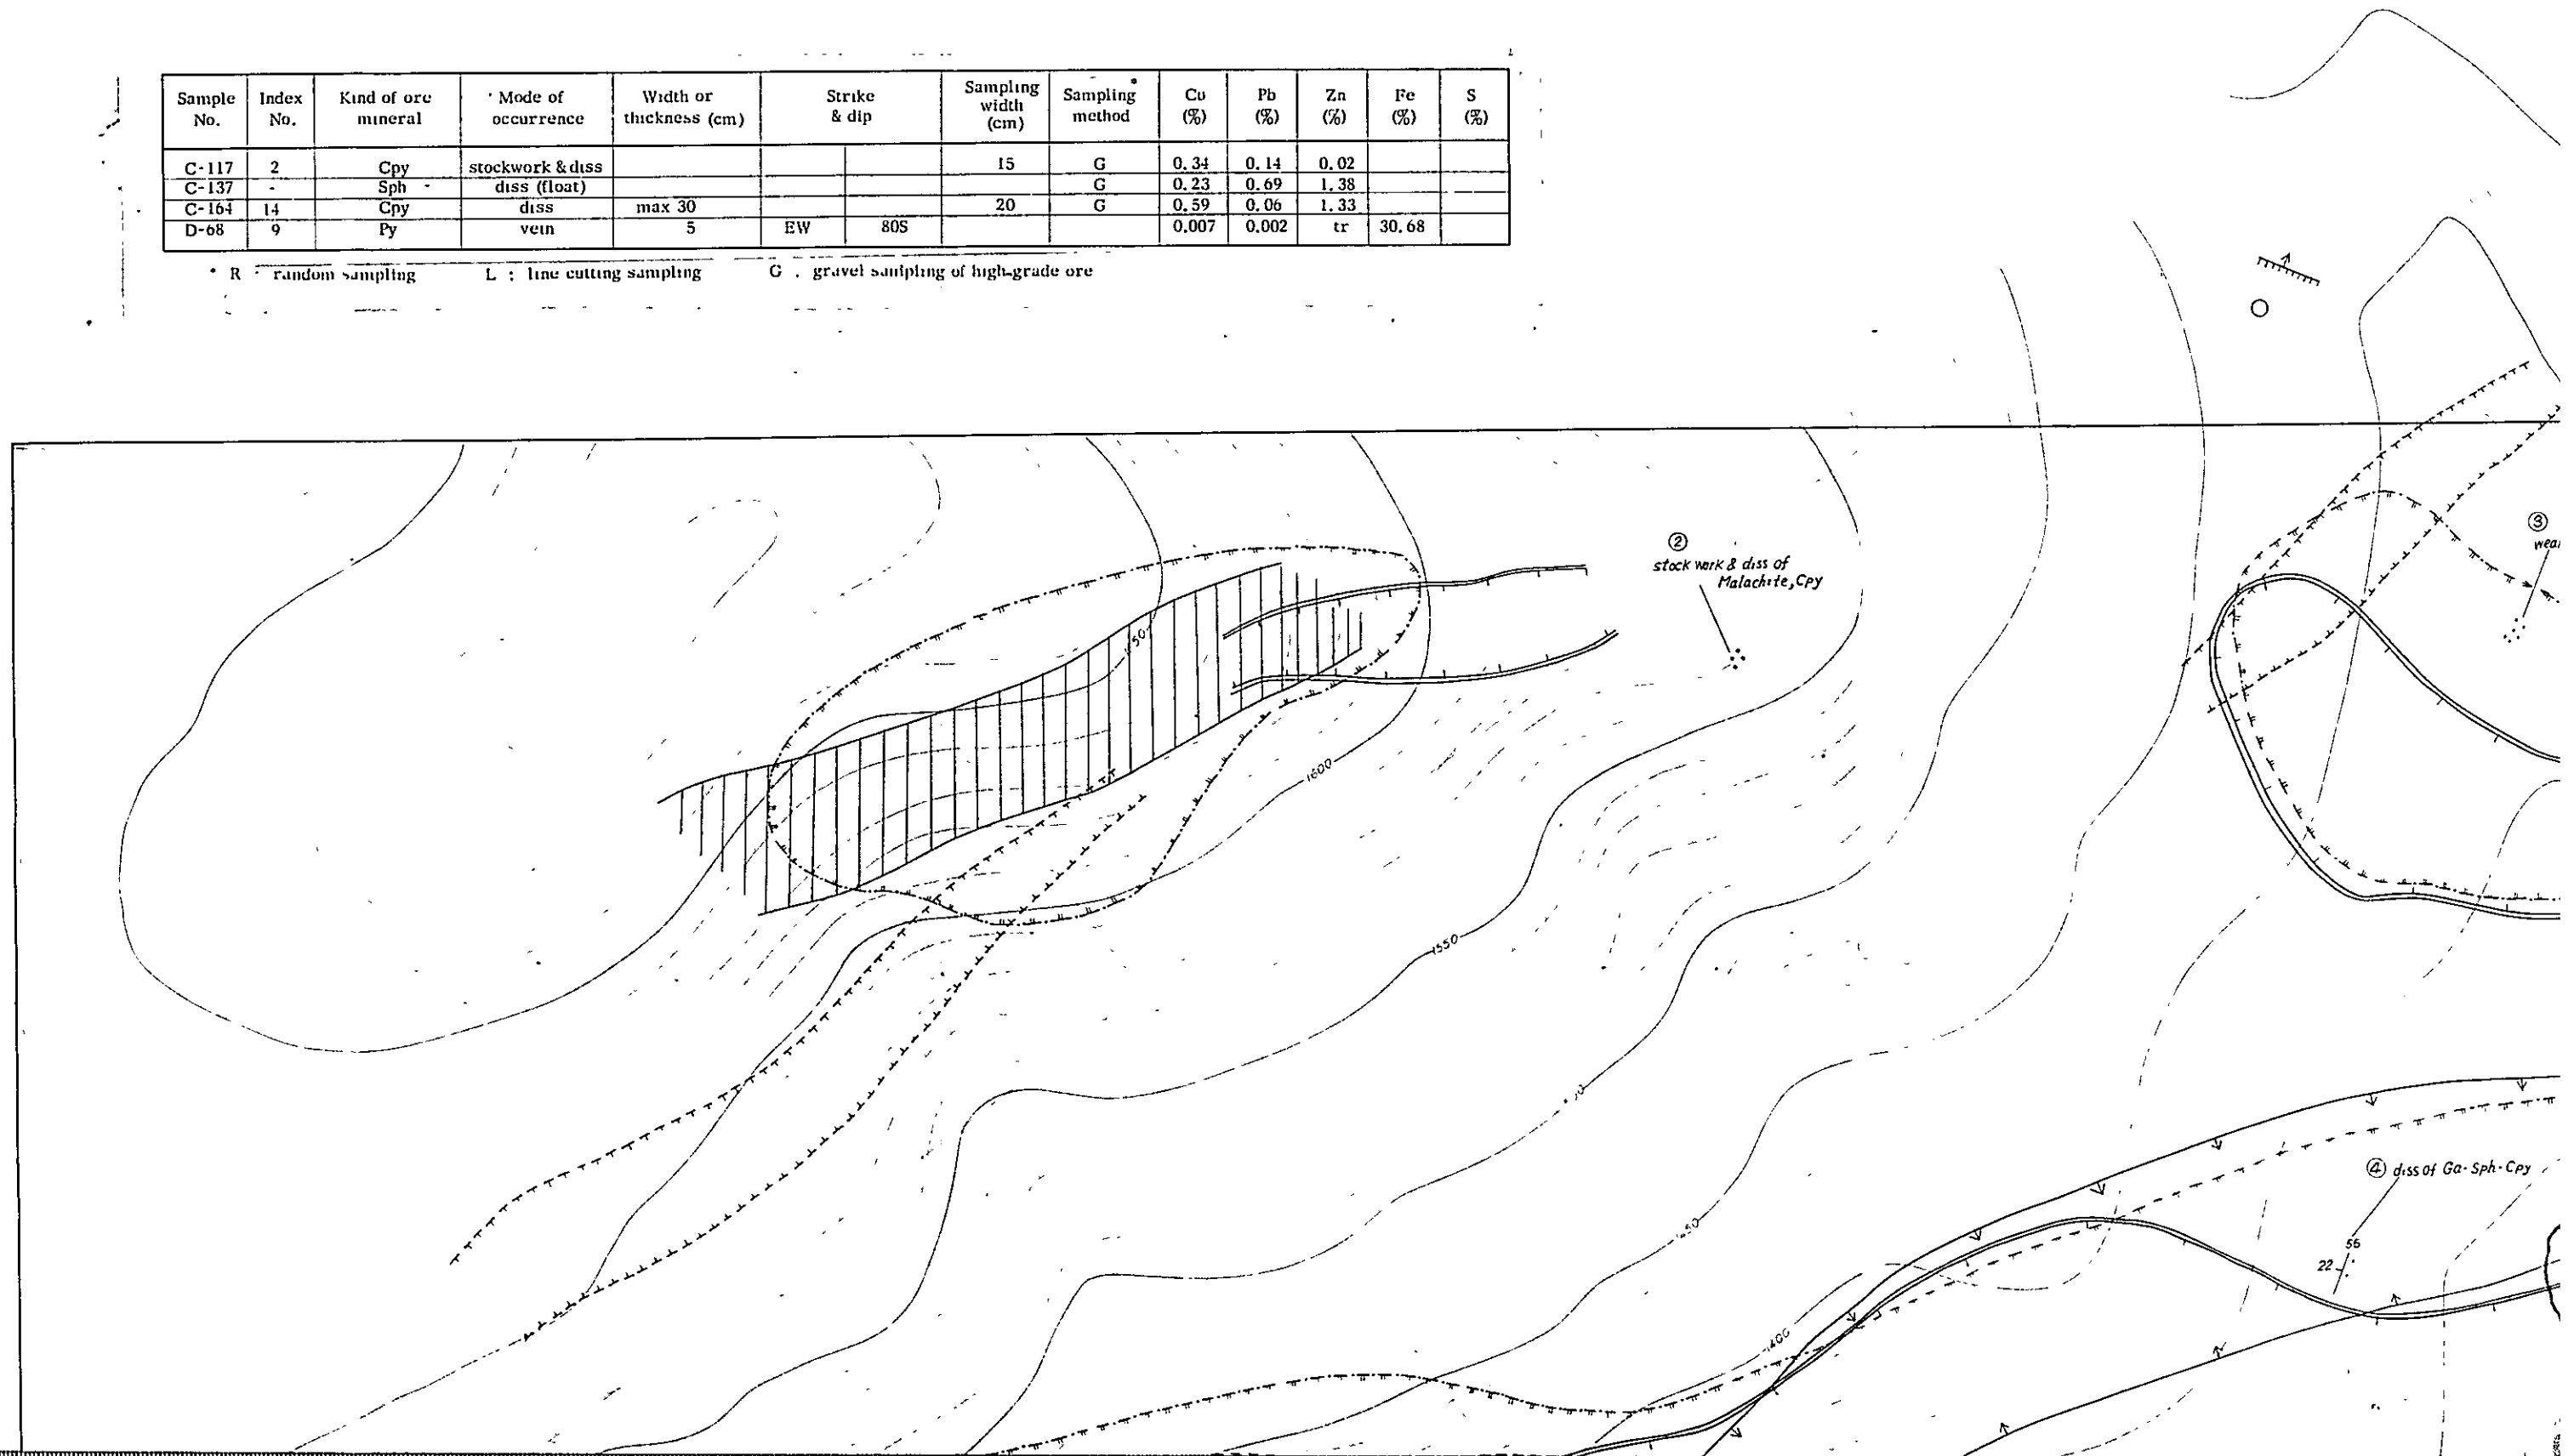 Sample No. Index No. Kind of ore mineral Mode of occurrence Width or thickness (cm) Strike & dip Sampling width (cm) Sampling method Cu (%) Pb (%) Zn (%) Fe (%) S (%)
C-117 2 Cpy stockwork & diss 15 G 0.34 0.14 0.02
C-137 - Sph diss (float) G 0.23 0.69 1.38
C-164 14 Cpy diss max 30 20 G 0.59 0.06 1.33
D-68 9 Py vein 5 EW 80S 0.007 0.002 tr 30.68
* R : random sampling L : line cutting sampling G . gravel sampling of high-grade ore
②
stock work & diss of
Malachite, Cpy
③
50
1600
1550
50
④ diss of Ga-Sph-Cpy
56
22
1400